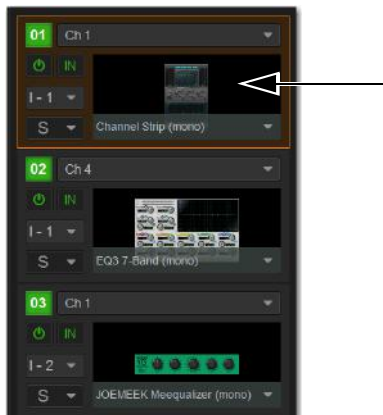 01 Ch 1
IN
I - 1
S Channel Strip (mono)
02 Ch 4
IN
I - 1
S EQ3 7-Band (mono)
03 Ch 1
IN
I - 2
S JOEMEEK Meequalizer (mono)